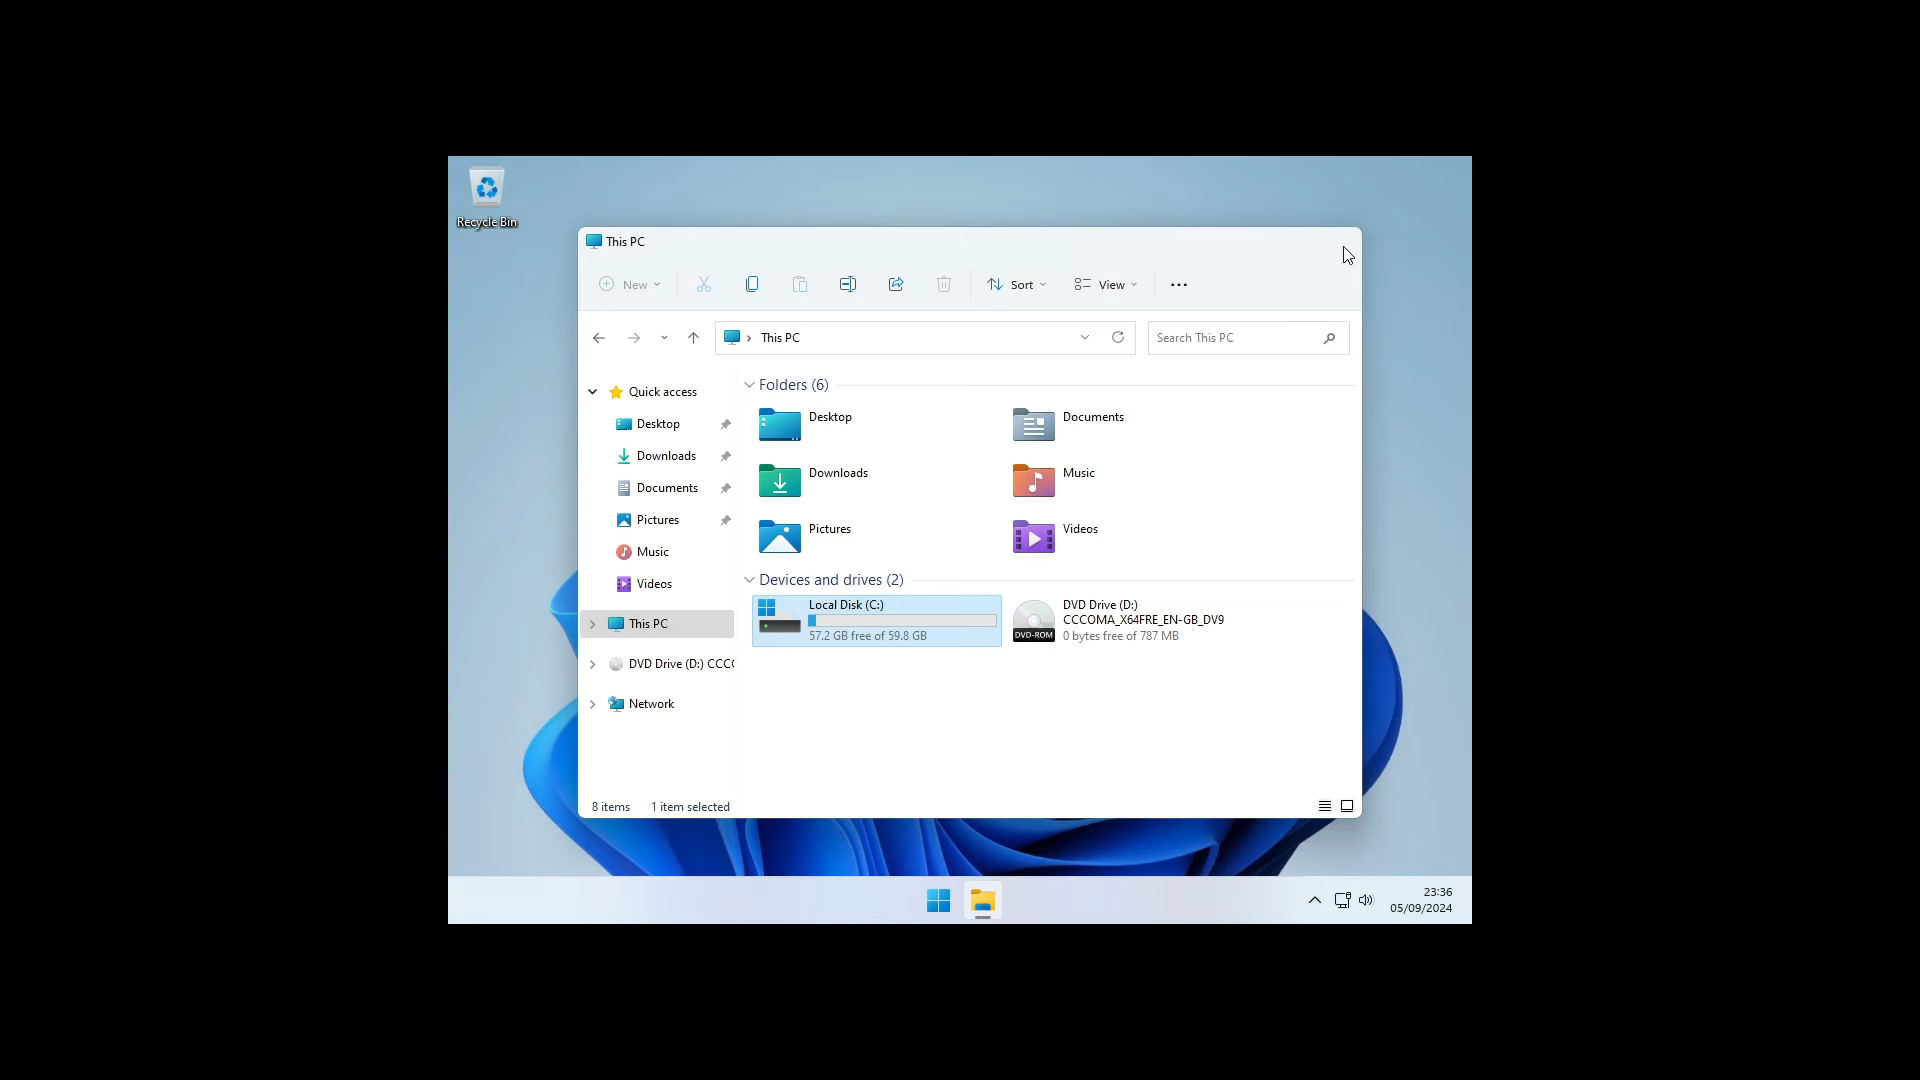 Recycle Bin
This PC
New
Sort
View
This PC
Search This PC
Quick access
Desktop
Downloads
Documents
Pictures
Music
Videos
This PC
DVD Drive (D:) CCC
Network
Folders (6)
Desktop
Documents
Downloads
Music
Pictures
Videos
Devices and drives (2)
Local Disk (C:)
57.2 GB free of 59.8 GB
DVD-ROM
DVD Drive (D:)
CCCOMA_X64FRE_EN-GB_DV9
0 bytes free of 787 MB
8 items
1 item selected
23:36
05/09/2024